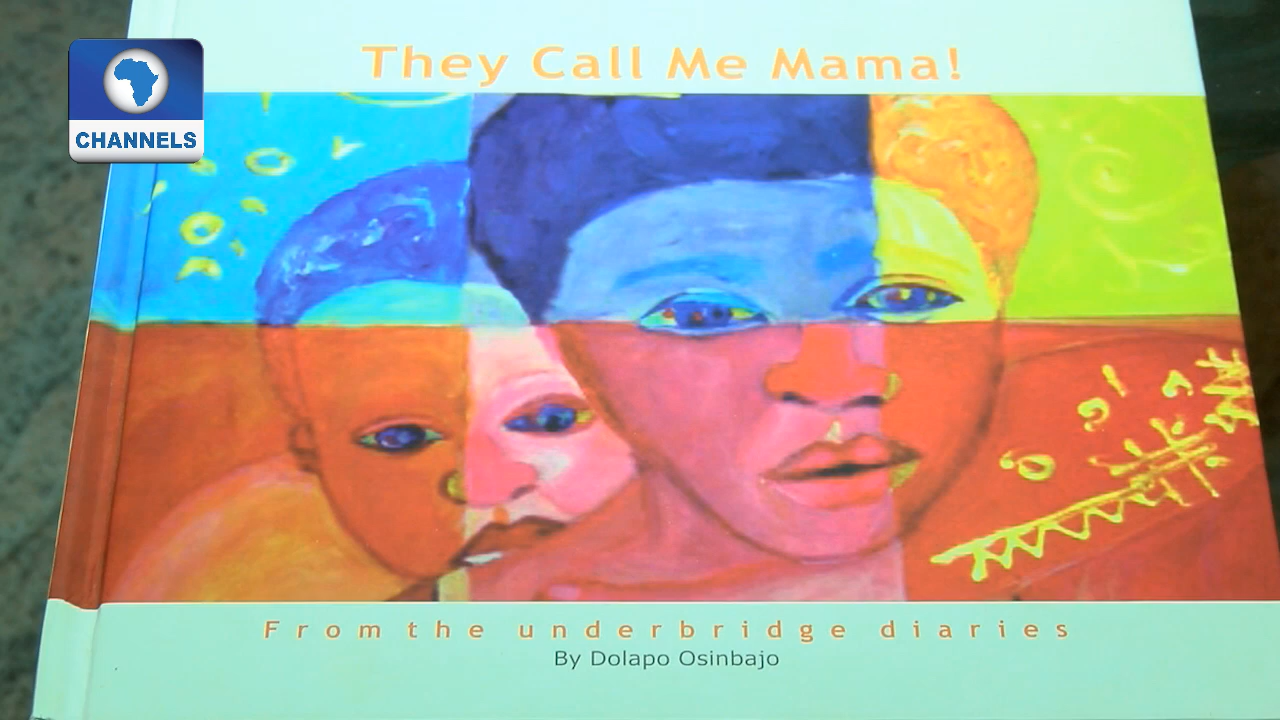 They Call Me Mama!
CHANNELS
From the underbridge diaries
By Dolapo Osinbajo